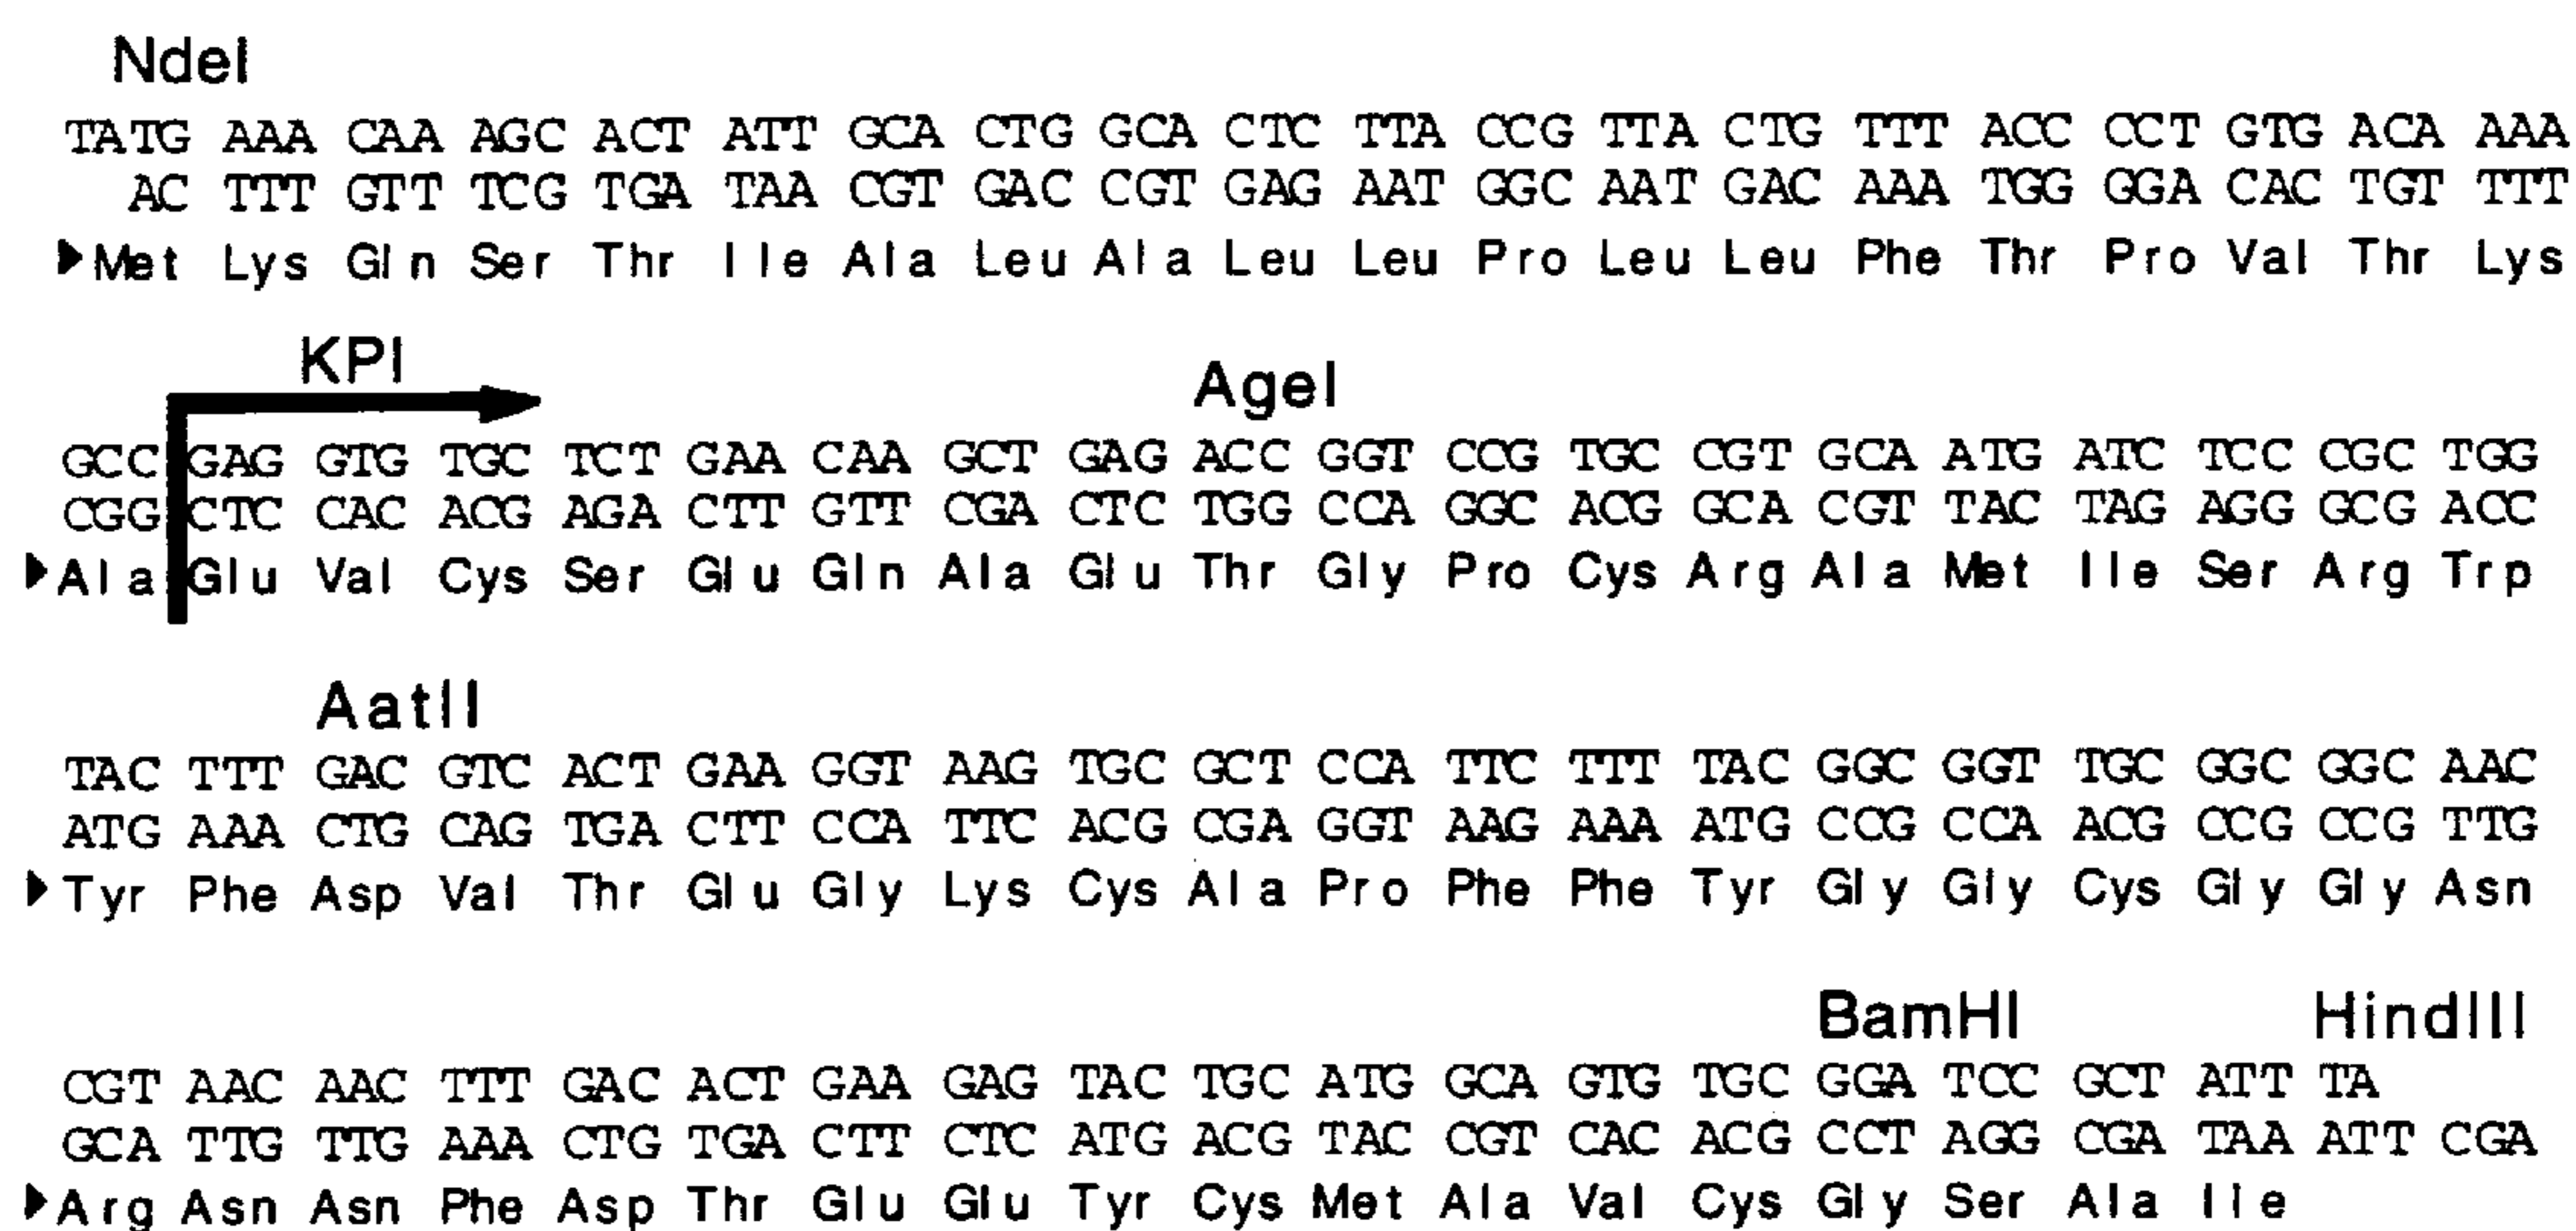 NdeI
TATG AAA CAA AGC ACT ATT GCA CTG GCA CTC TTA CCG TTA CTG TTT ACC CCT GTG ACA AAA
AC TTT GTT TCG TGA TAA CGT GAC CGT GAG AAT GGC AAT GAC AAA TGG GGA CAC TGT TTT
Met Lys Gln Ser Thr Ile Ala Leu Ala Leu Leu Pro Leu Leu Phe Thr Pro Val Thr Lys
KPI AgeI
GCC GAG GTG TGC TCT GAA CAA GCT GAG ACC GGT CCG TGC CGT GCA ATG ATC TCC CGC TGG
CGG CTC CAC ACG AGA CTT GTT CGA CTC TGG CCA GGC ACG GCA CGT TAC TAG AGG GCG ACC
Ala Glu Val Cys Ser Glu Gln Ala Glu Thr Gly Pro Cys Arg Ala Met Ile Ser Arg Trp
AatII
TAC TTT GAC GTC ACT GAA GGT AAG TGC GCT CCA TTC TTT TAC GGC GGT TGC GGC GGC AAC
ATG AAA CTG CAG TGA CTT CCA TTC ACG CGA GGT AAG AAA ATG CCG CCA ACG CCG CCG TTG
Tyr Phe Asp Val Thr Glu Gly Lys Cys Ala Pro Phe Phe Tyr Gly Gly Cys Gly Gly Asn
BamHI HindIII
CGT AAC AAC TTT GAC ACT GAA GAG TAC TGC ATG GCA GTG TGC GGA TCC GCT ATT TA
GCA TTG TTG AAA CTG TGA CTT CTC ATG ACG TAC CGT CAC ACG CCT AGG CGA TAA ATT CGA
Arg Asn Asn Phe Asp Thr Glu Glu Tyr Cys Met Ala Val Cys Gly Ser Ala Ile